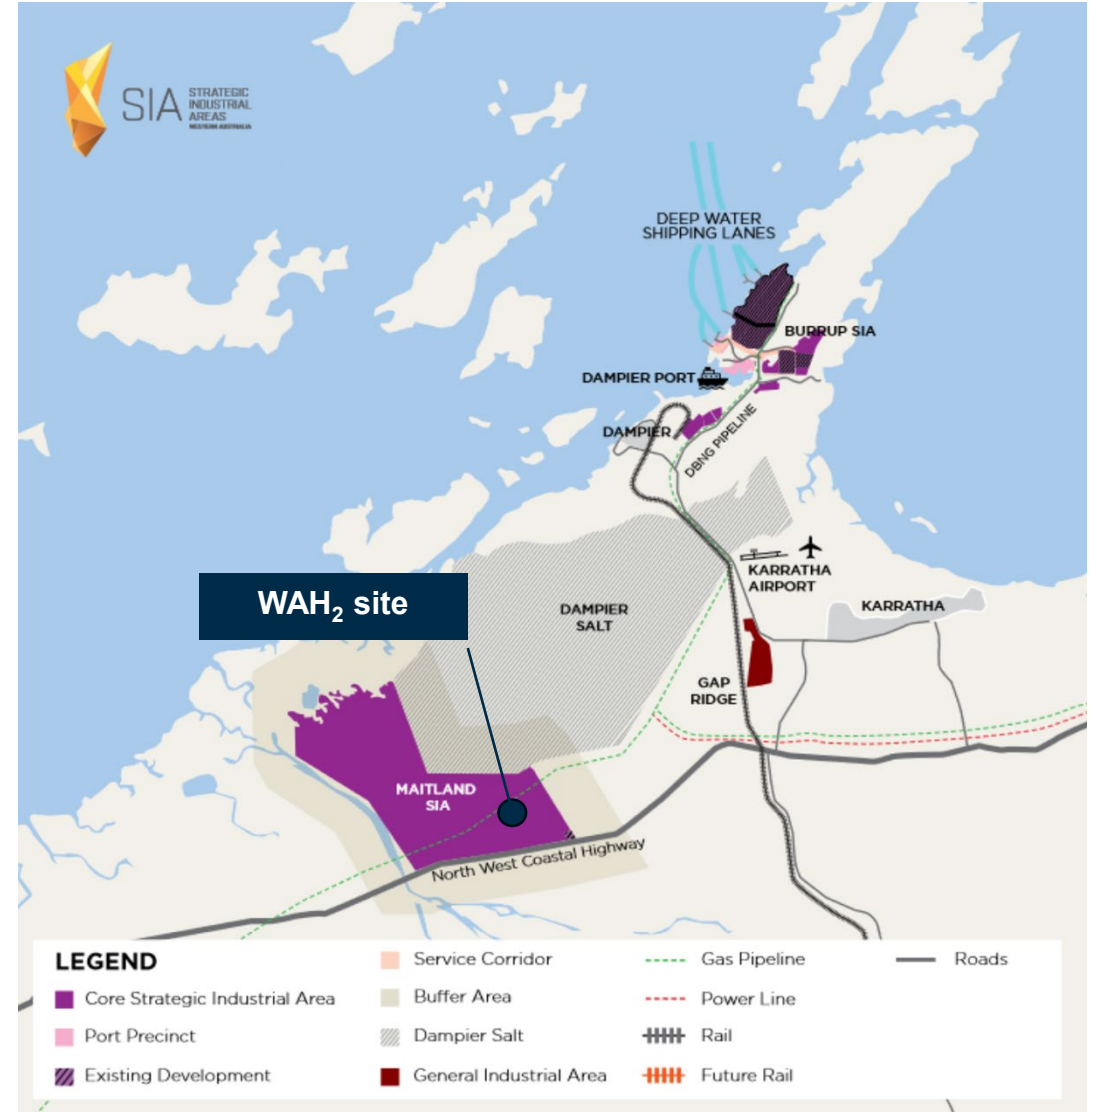 SIA
STRATEGIC
INDUSTRIAL
AREAS
WESTERN AUSTRALIA
DEEP WATER
SHIPPING LANES
BURRUP SIA
DAMPIER PORT
DAMPIER
DBNG PIPELINE
KARRATHA
AIRPORT
WAH₂ site
DAMPIER
SALT
KARRATHA
GAP
RIDGE
MAITLAND
SIA
North West Coastal Highway
LEGEND
Core Strategic Industrial Area
Port Precinct
Existing Development
Service Corridor
Buffer Area
Dampier Salt
General Industrial Area
Gas Pipeline
Power Line
Rail
Future Rail
Roads